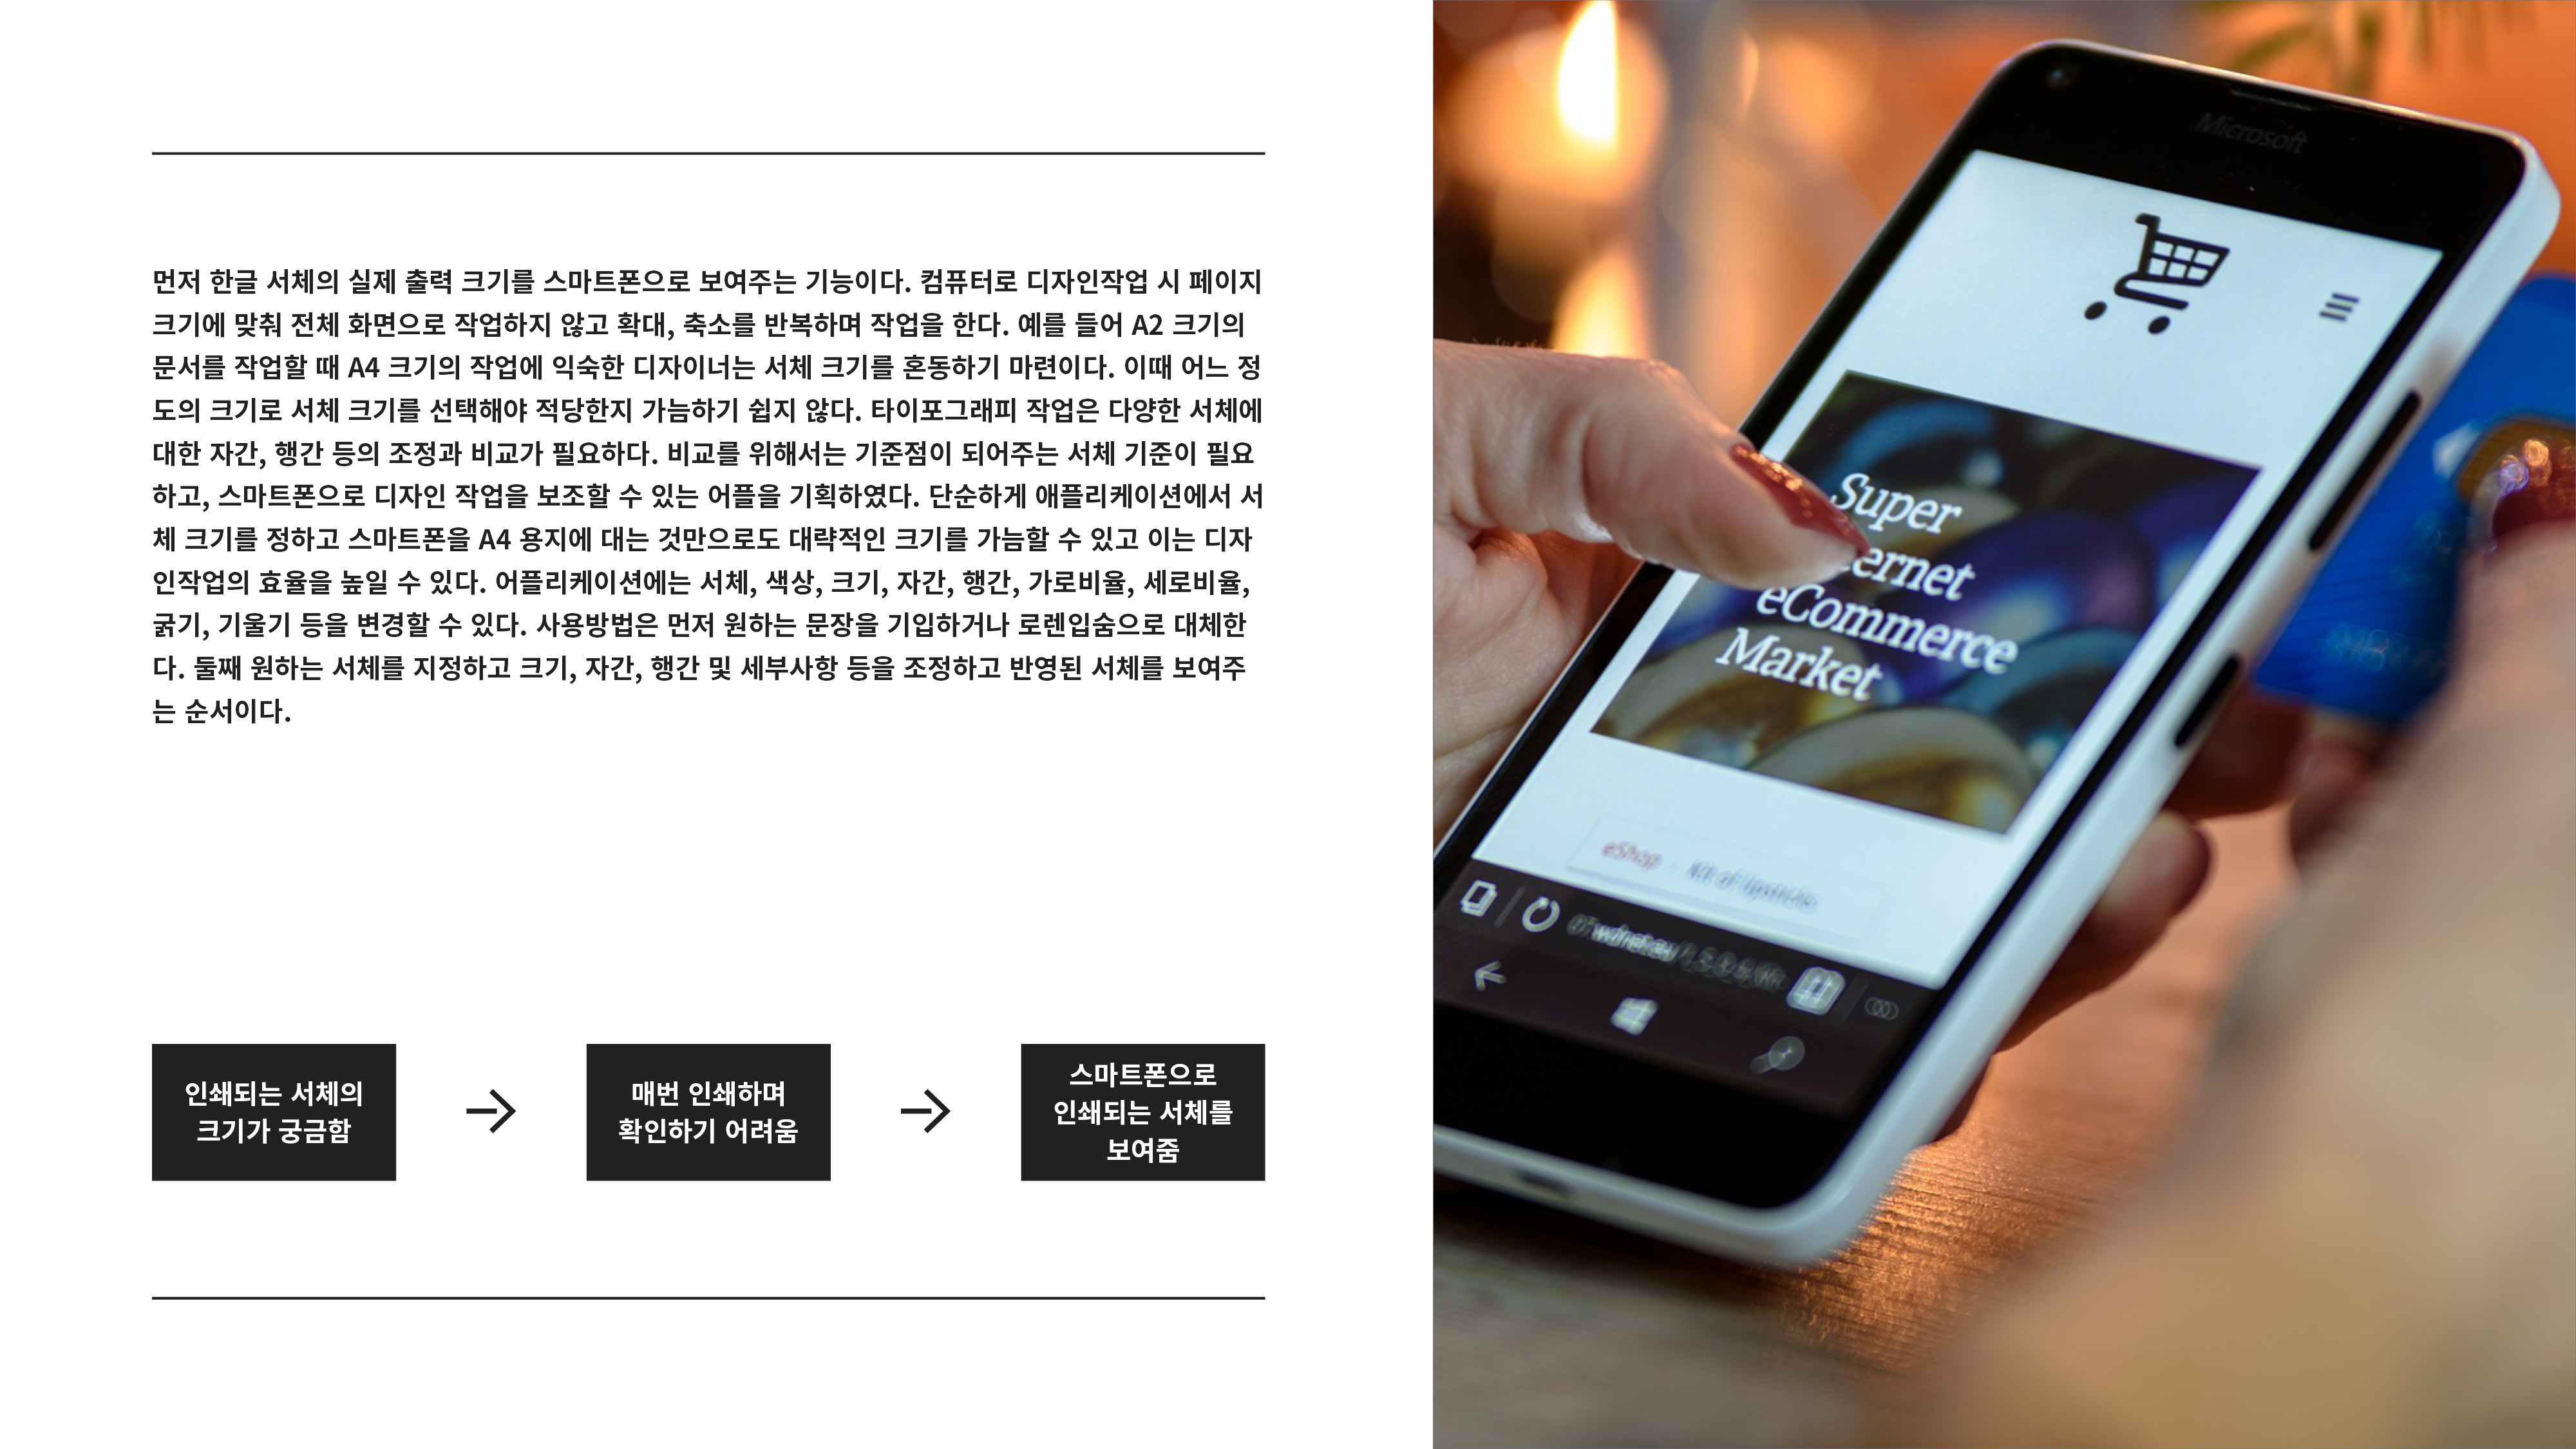 먼저 한글 서체의 실제 출력 크기를 스마트폰으로 보여주는 기능이다. 컴퓨터로 디자인작업 시 페이지
크기에 맞춰 전체 화면으로 작업하지 않고 확대, 축소를 반복하며 작업을 한다. 예를 들어 A2 크기의
문서를 작업할 때 A4 크기의 작업에 익숙한 디자이너는 서체 크기를 혼동하기 마련이다. 이때 어느 정
도의 크기로 서체 크기를 선택해야 적당한지 가늠하기 쉽지 않다. 타이포그래피 작업은 다양한 서체에
대한 자간, 행간 등의 조정과 비교가 필요하다. 비교를 위해서는 기준점이 되어주는 서체 기준이 필요
하고, 스마트폰으로 디자인 작업을 보조할 수 있는 어플을 기획하였다. 단순하게 애플리케이션에서 서
체 크기를 정하고 스마트폰을 A4 용지에 대는 것만으로도 대략적인 크기를 가늠할 수 있고 이는 디자
인작업의 효율을 높일 수 있다. 어플리케이션에는 서체, 색상, 크기, 자간, 행간, 가로비율, 세로비율,
굵기, 기울기 등을 변경할 수 있다. 사용방법은 먼저 원하는 문장을 기입하거나 로렌입숨으로 대체한
다. 둘째 원하는 서체를 지정하고 크기, 자간, 행간 및 세부사항 등을 조정하고 반영된 서체를 보여주
는 순서이다.
인쇄되는 서체의
크기가 궁금함
매번 인쇄하며
확인하기 어려움
스마트폰으로
인쇄되는 서체를
보여줌
Microsoft
Super
ernet
eCommerce
Market
eShop